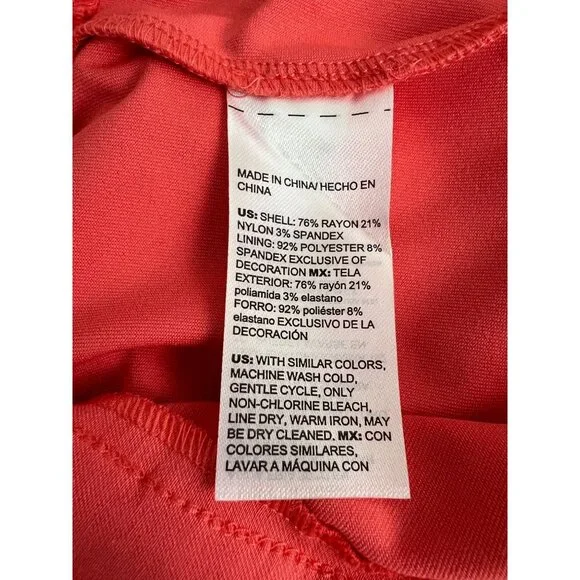 MADE IN CHINA/ HECHO EN
CHINA
US: SHELL: 76% RAYON 21%
NYLON 3% SPANDEX
LINING: 92% POLYESTER 8%
SPANDEX EXCLUSIVE OF
DECORATION MX: TELA
EXTERIOR: 76% rayón 21%
poliamida 3% elastano
FORRO: 92% poliéster 8%
elastano EXCLUSIVO DE LA
DECORACIÓN
US: WITH SIMILAR COLORS,
MACHINE WASH COLD,
GENTLE CYCLE, ONLY
NON-CHLORINE BLEACH,
LINE DRY, WARM IRON, MAY
BE DRY CLEANED. MX: CON
COLORES SIMILARES,
LAVAR A MÁQUINA CON